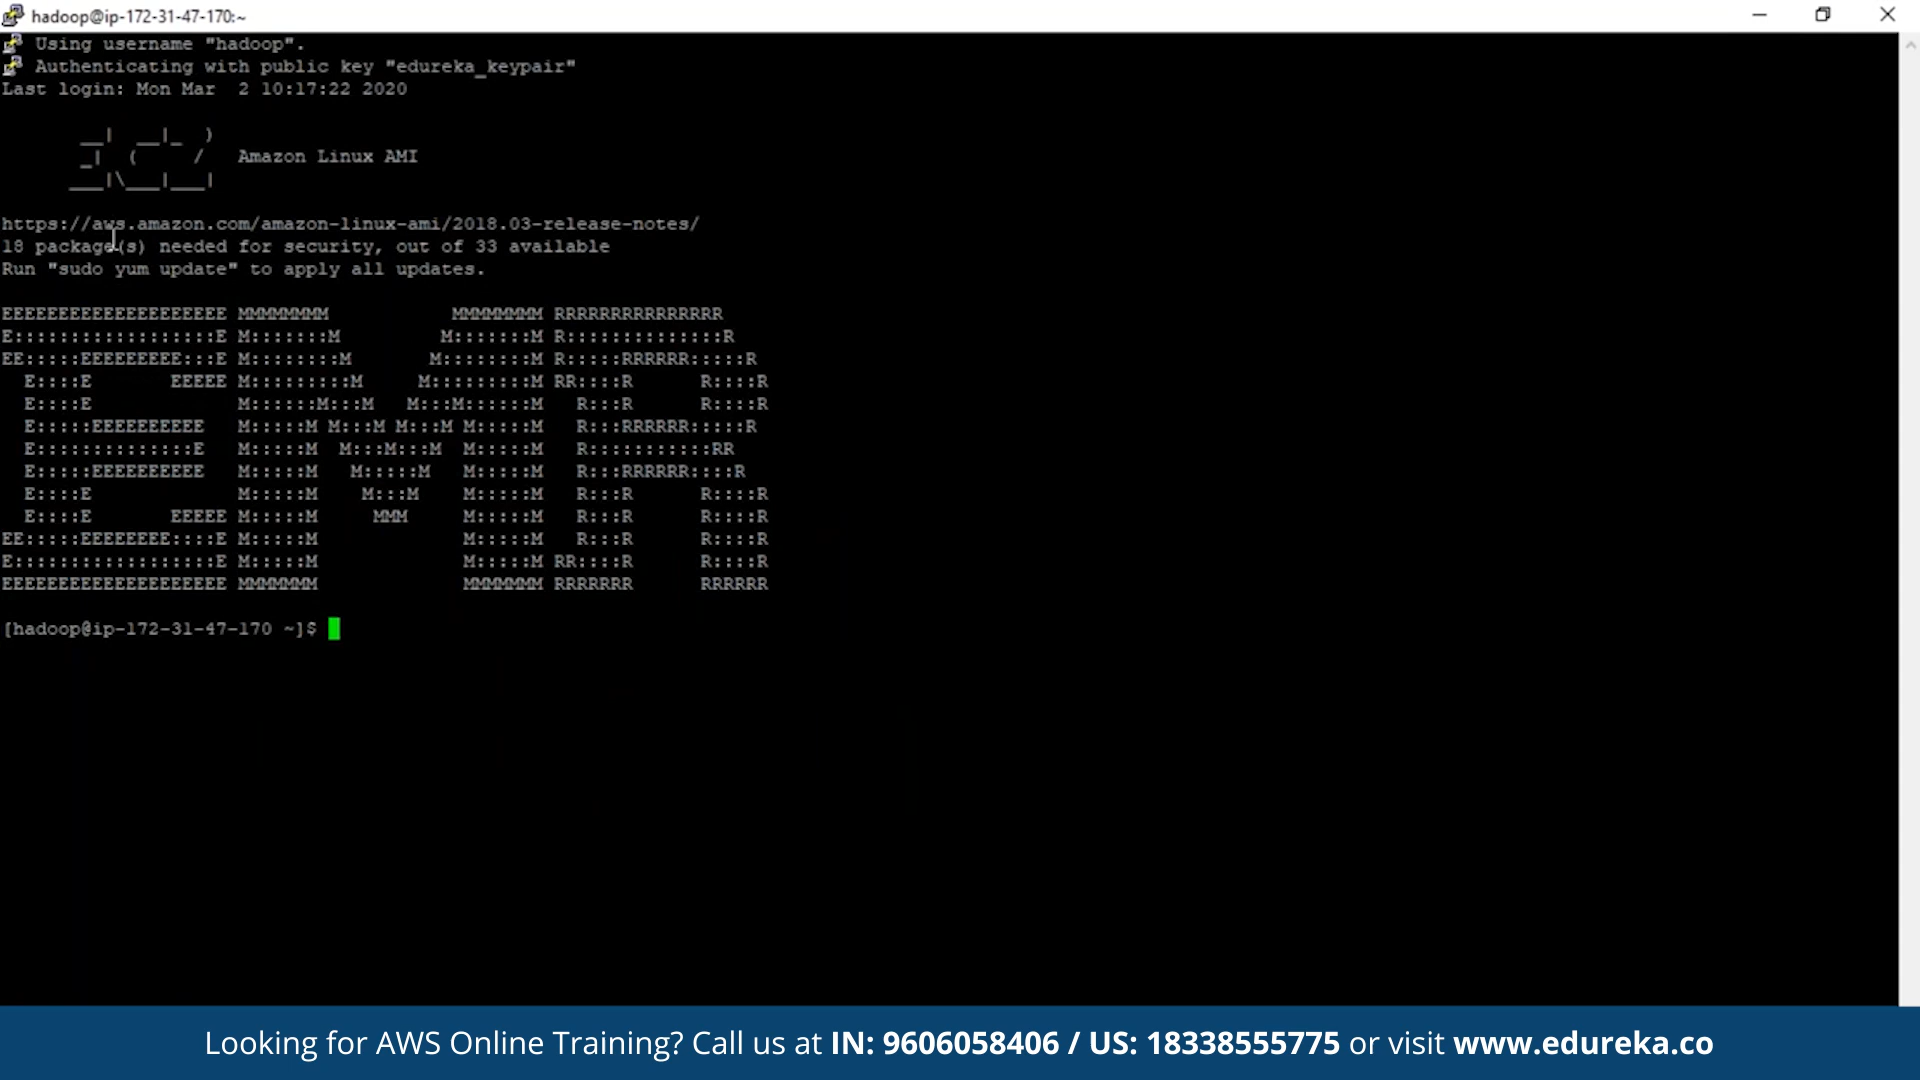 hadoop@ip-172-31-47-170:~
Using username "hadoop".
Authenticating with public key "edureka_keypair"
Last login: Mon Mar  2 10:17:22 2020
       __|  __|_  )
       _|  (     /   Amazon Linux AMI
      ___|\___|___|
https://aws.amazon.com/amazon-linux-ami/2018.03-release-notes/
18 package(s) needed for security, out of 33 available
Run "sudo yum update" to apply all updates.
EEEEEEEEEEEEEEEEEEEE MMMMMMMM           MMMMMMMM RRRRRRRRRRRRRRR
E::::::::::::::::::E M:::::::M         M:::::::M R::::::::::::::R
EE:::::EEEEEEEEE:::E M::::::::M       M::::::::M R:::::RRRRRR:::::R
  E::::E       EEEEE M:::::::::M     M:::::::::M RR::::R      R::::R
  E::::E             M::::::M:::M   M:::M::::::M   R:::R      R::::R
  E:::::EEEEEEEEEE   M:::::M M:::M M:::M M:::::M   R:::RRRRRR:::::R
  E::::::::::::::E   M:::::M  M:::M:::M  M:::::M   R:::::::::::RR
  E:::::EEEEEEEEEE   M:::::M   M:::::M   M:::::M   R:::RRRRRR::::R
  E::::E             M:::::M    M:::M    M:::::M   R:::R      R::::R
  E::::E       EEEEE M:::::M     MMM     M:::::M   R:::R      R::::R
EE:::::EEEEEEEE::::E M:::::M             M:::::M   R:::R      R::::R
E::::::::::::::::::E M:::::M             M:::::M RR::::R      R::::R
EEEEEEEEEEEEEEEEEEEE MMMMMMM             MMMMMMM RRRRRRR      RRRRRR
[hadoop@ip-172-31-47-170 ~]$
Looking for AWS Online Training? Call us at IN: 9606058406 / US: 18338555775 or visit www.edureka.co